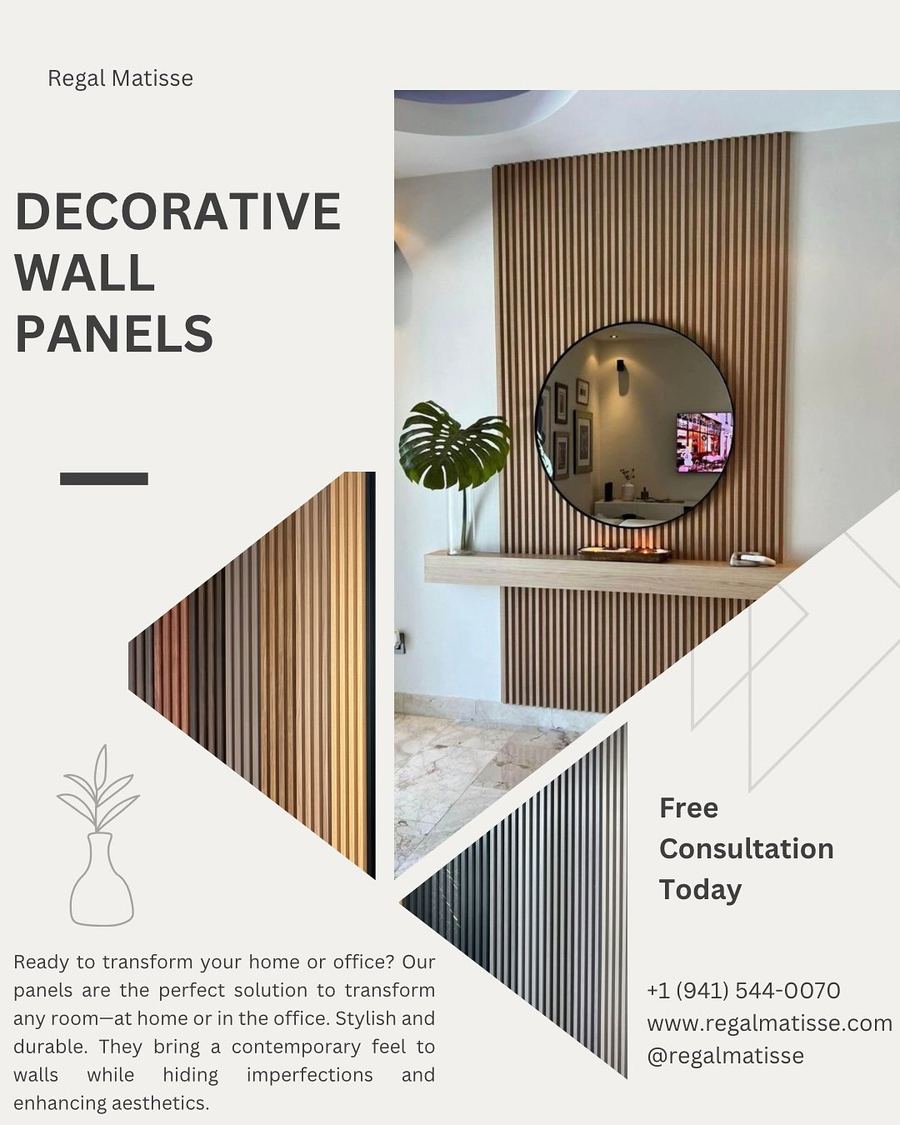 Regal Matisse
DECORATIVE
WALL
PANELS
Ready to transform your home or office? Our
panels are the perfect solution to transform
any room—at home or in the office. Stylish and
durable. They bring a contemporary feel to
walls while hiding imperfections and
enhancing aesthetics.
Free
Consultation
Today
+1 (941) 544-0070
www.regalmatisse.com
@regalmatisse